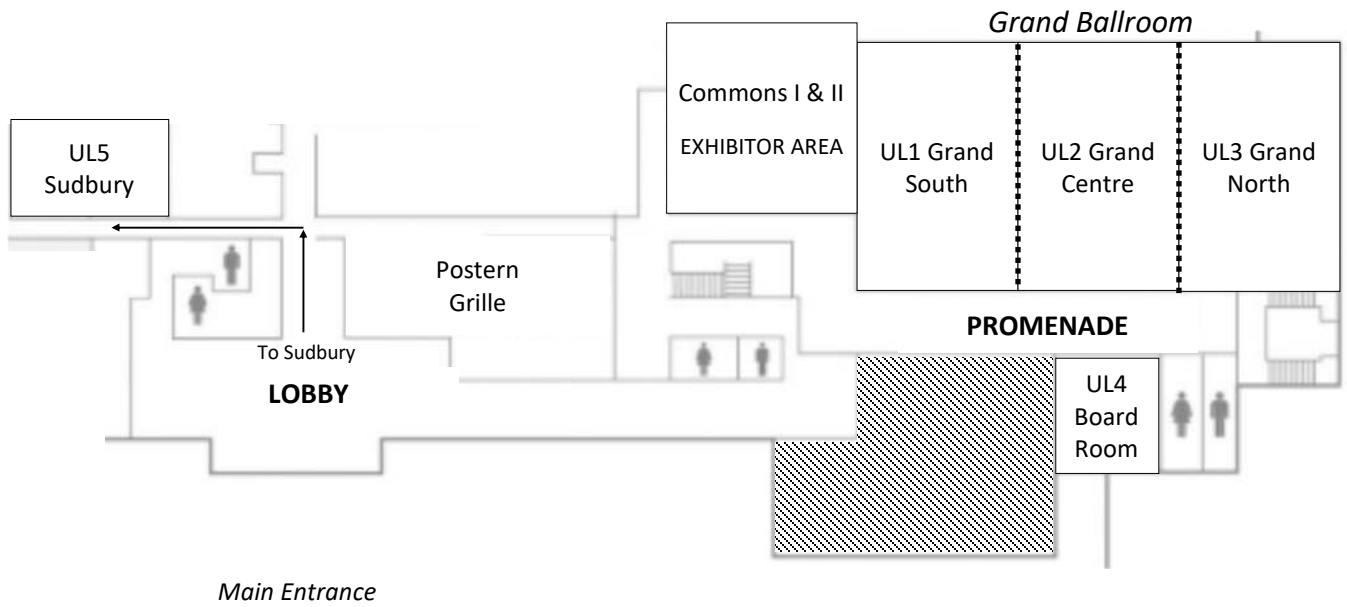 Grand Ballroom
Commons I & II
EXHIBITOR AREA
UL1 Grand
South
UL2 Grand
Centre
UL3 Grand
North
UL5
Sudbury
Postern
Grille
PROMENADE
To Sudbury
LOBBY
UL4
Board
Room
Main Entrance